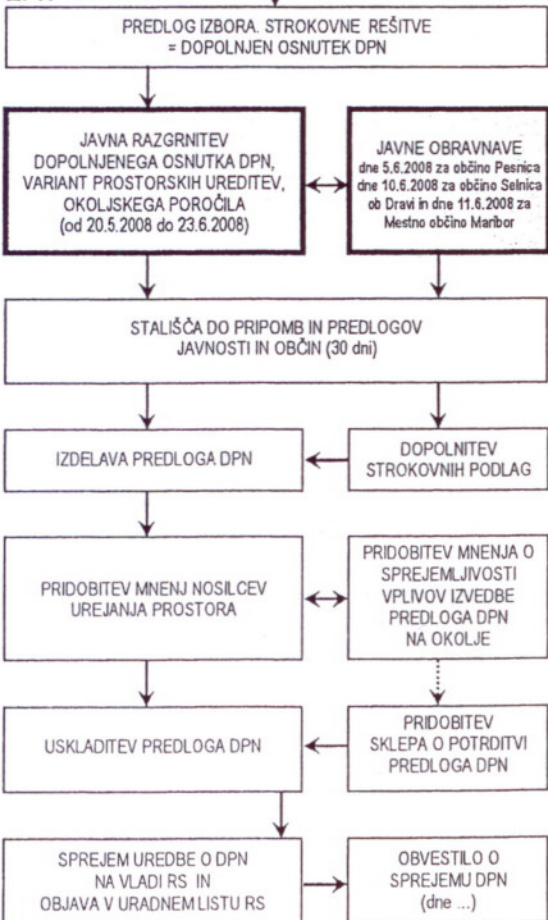 PREDLOG IZBORA. STROKOVNE REŠITVE
= DOPOLNJEN OSNUTEK DPN
JAVNA RAZGRNITEV
DOPOLNJENEGA OSNUTKA DPN,
VARIANT PROSTORSKIH UREDITEV,
OKOLJSKEGA POROČILA
(od 20.5.2008 do 23.6.2008)
JAVNE OBRAVNAVE
dne 5.6.2008 za občino Pesnica
dne 10.6.2008 za občino Selnica
ob Dravi in dne 11.6.2008 za
Mestno občino Maribor
STALIŠČA DO PRIPOMB IN PREDLOGOV
JAVNOSTI IN OBČIN (30 dni)
IZDELAVA PREDLOGA DPN
DOPOLNITEV
STROKOVNIH PODLAG
PRIDOBITEV MNENJ NOSILCEV
UREJANJA PROSTORA
PRIDOBITEV MNENJA O
SPREJEMLJIVOSTI
VPLIVOV IZVEDBE
PREDLOGA DPN
NA OKOLJE
USKLADITEV PREDLOGA DPN
PRIDOBITEV
SKLEPA O POTRDITVI
PREDLOGA DPN
SPREJEM UREDBE O DPN
NA VLADI RS IN
OBJAVA V URADNEM LISTU RS
OBVESTILO O
SPREJEMU DPN
(dne ...)